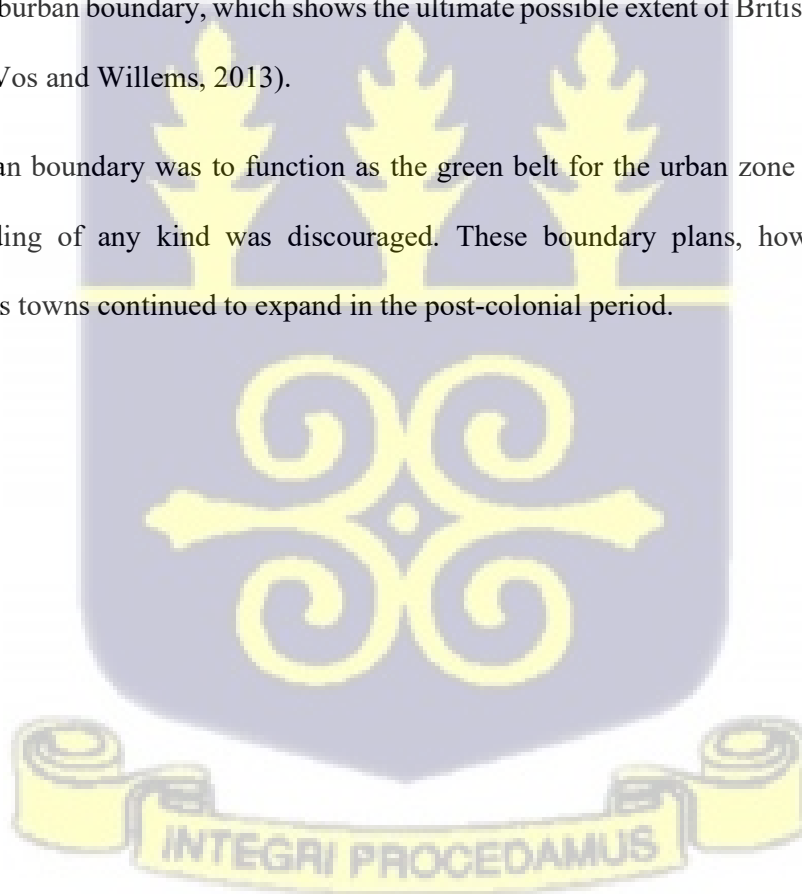 burban boundary, which shows the ultimate possible extent of Britis
Vos and Willems, 2013).
an boundary was to function as the green belt for the urban zone
ding of any kind was discouraged. These boundary plans, how
s towns continued to expand in the post-colonial period.
INTEGRI PROCEDAMUS